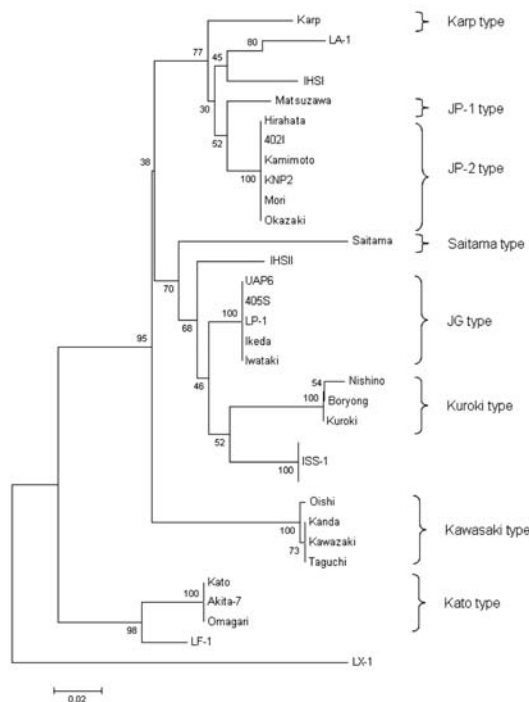 Karp Karp type
80 LA-1
77 45
IHSI
30 Matsuzawa JP-1 type
Hirahata
52 402I
38 Kamimoto JP-2 type
100 KNP2
Mori
Okazaki
Saitama Saitama type
70 IHSII
UAP6
68 405S
100 LP-1 JG type
95 Ikeda
Iwataki
46 54 Nishino
100 Boryong Kuroki type
Kuroki
52
100 ISS-1
Oishi
100 Kanda Kawasaki type
Kawazaki
73 Taguchi
Kato
100 Akita-7 Kato type
Omagari
98 LF-1
LX-1
0.02